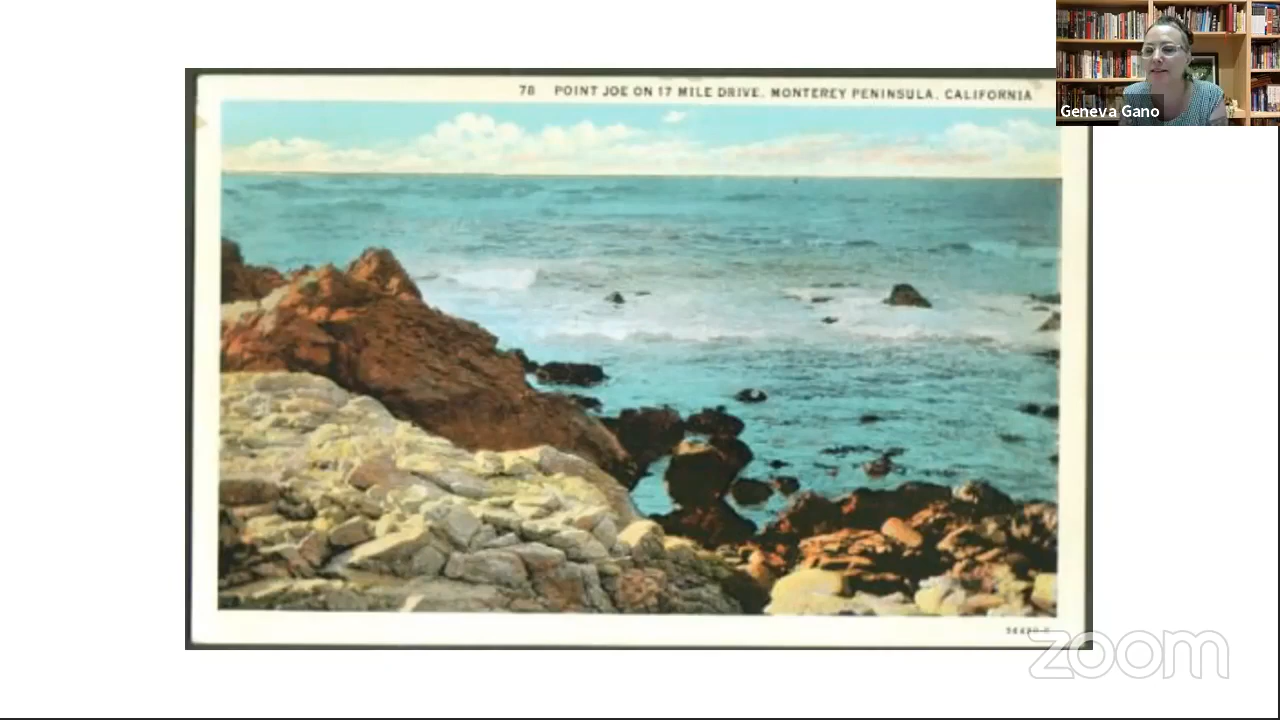 78 POINT JOE ON 17 MILE DRIVE, MONTEREY PENINSULA, CALIFORNIA
Geneva Gano
zoom